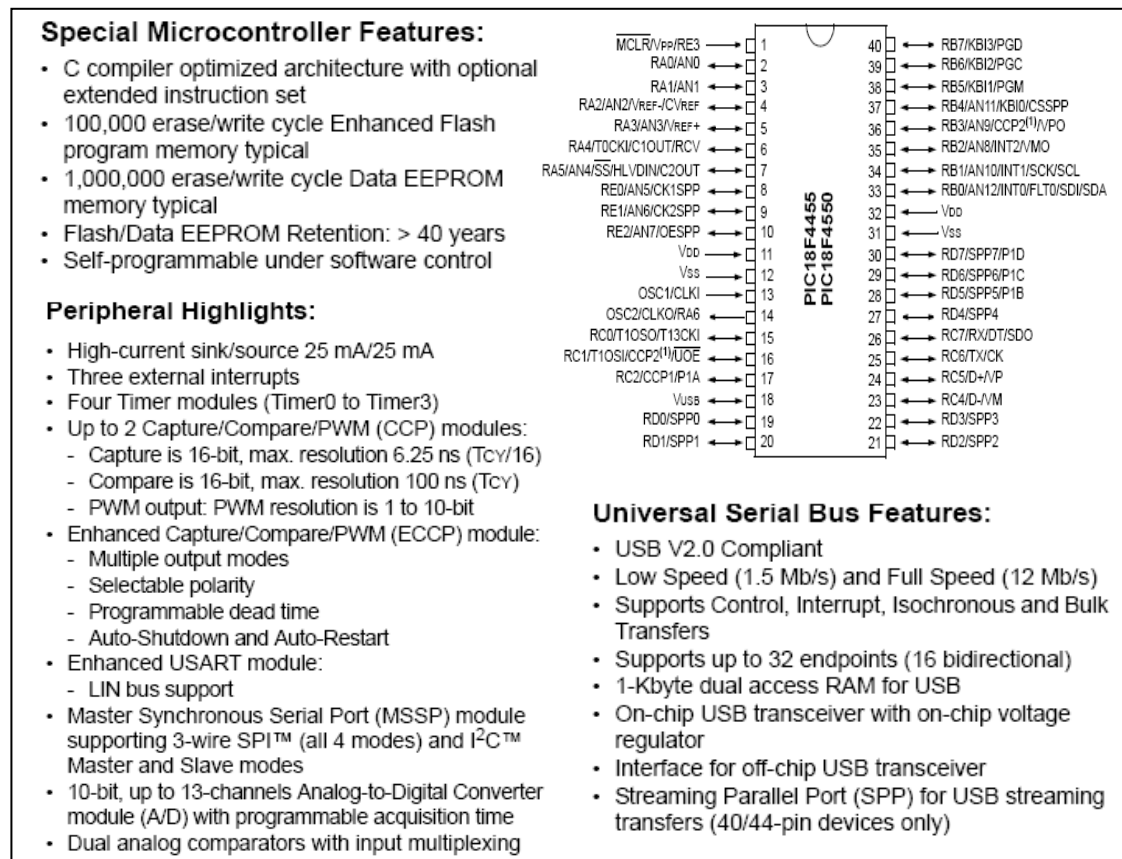 Special Microcontroller Features:
• C compiler optimized architecture with optional
extended instruction set
• 100,000 erase/write cycle Enhanced Flash
program memory typical
• 1,000,000 erase/write cycle Data EEPROM
memory typical
• Flash/Data EEPROM Retention: > 40 years
• Self-programmable under software control
Peripheral Highlights:
• High-current sink/source 25 mA/25 mA
• Three external interrupts
• Four Timer modules (Timer0 to Timer3)
• Up to 2 Capture/Compare/PWM (CCP) modules:
- Capture is 16-bit, max. resolution 6.25 ns (TCY/16)
- Compare is 16-bit, max. resolution 100 ns (TCY)
- PWM output: PWM resolution is 1 to 10-bit
• Enhanced Capture/Compare/PWM (ECCP) module:
- Multiple output modes
- Selectable polarity
- Programmable dead time
- Auto-Shutdown and Auto-Restart
• Enhanced USART module:
- LIN bus support
• Master Synchronous Serial Port (MSSP) module
supporting 3-wire SPI™ (all 4 modes) and I²C™
Master and Slave modes
• 10-bit, up to 13-channels Analog-to-Digital Converter
module (A/D) with programmable acquisition time
• Dual analog comparators with input multiplexing
MCLR/VPP/RE3 1 40 RB7/KBI3/PGD
RA0/AN0 2 39 RB6/KBI2/PGC
RA1/AN1 3 38 RB5/KBI1/PGM
RA2/AN2/VREF-/CVREF 4 37 RB4/AN11/KBI0/CSSPP
RA3/AN3/VREF+ 5 36 RB3/AN9/CCP2(1)/VPO
RA4/T0CKI/C1OUT/RCV 6 35 RB2/AN8/INT2/VMO
RA5/AN4/SS/HLVDIN/C2OUT 7 34 RB1/AN10/INT1/SCK/SCL
RE0/AN5/CK1SPP 8 33 RB0/AN12/INT0/FLT0/SDI/SDA
RE1/AN6/CK2SPP 9 32 VDD
RE2/AN7/OESPP 10 31 VSS
VDD 11 30 RD7/SPP7/P1D
VSS 12 29 RD6/SPP6/P1C
OSC1/CLKI 13 28 RD5/SPP5/P1B
OSC2/CLKO/RA6 14 27 RD4/SPP4
RC0/T1OSO/T13CKI 15 26 RC7/RX/DT/SDO
RC1/T1OSI/CCP2(1)/UOE 16 25 RC6/TX/CK
RC2/CCP1/P1A 17 24 RC5/D+/VP
VUSB 18 23 RC4/D-/VM
RD0/SPP0 19 22 RD3/SPP3
RD1/SPP1 20 21 RD2/SPP2
PIC18F4455
PIC18F4550
Universal Serial Bus Features:
• USB V2.0 Compliant
• Low Speed (1.5 Mb/s) and Full Speed (12 Mb/s)
• Supports Control, Interrupt, Isochronous and Bulk
Transfers
• Supports up to 32 endpoints (16 bidirectional)
• 1-Kbyte dual access RAM for USB
• On-chip USB transceiver with on-chip voltage
regulator
• Interface for off-chip USB transceiver
• Streaming Parallel Port (SPP) for USB streaming
transfers (40/44-pin devices only)